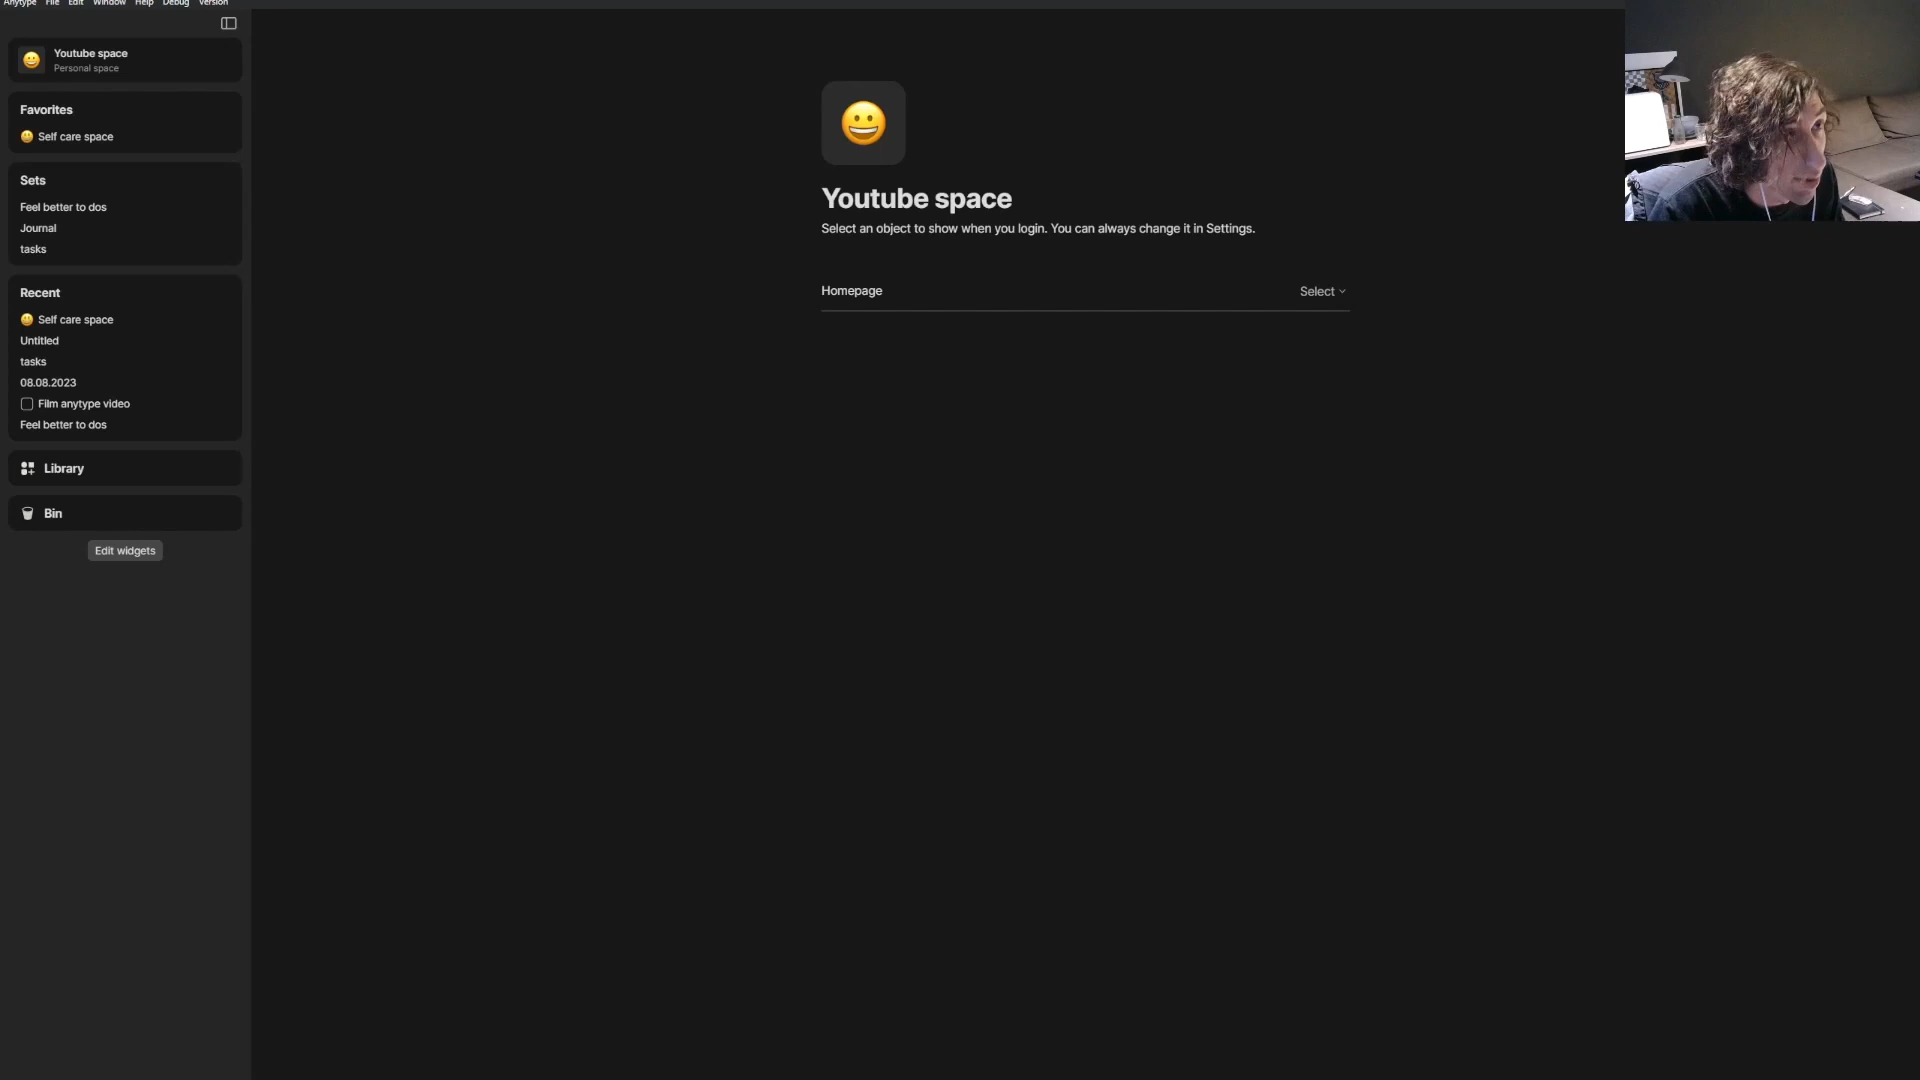 Anytype File Edit Window Help Debug Version
Youtube space
Personal space
Favorites
Self care space
Sets
Feel better to dos
Journal
tasks
Recent
Self care space
Untitled
tasks
08.08.2023
Film anytype video
Feel better to dos
Library
Bin
Edit widgets
Youtube space
Select an object to show when you login. You can always change it in Settings.
Homepage Select